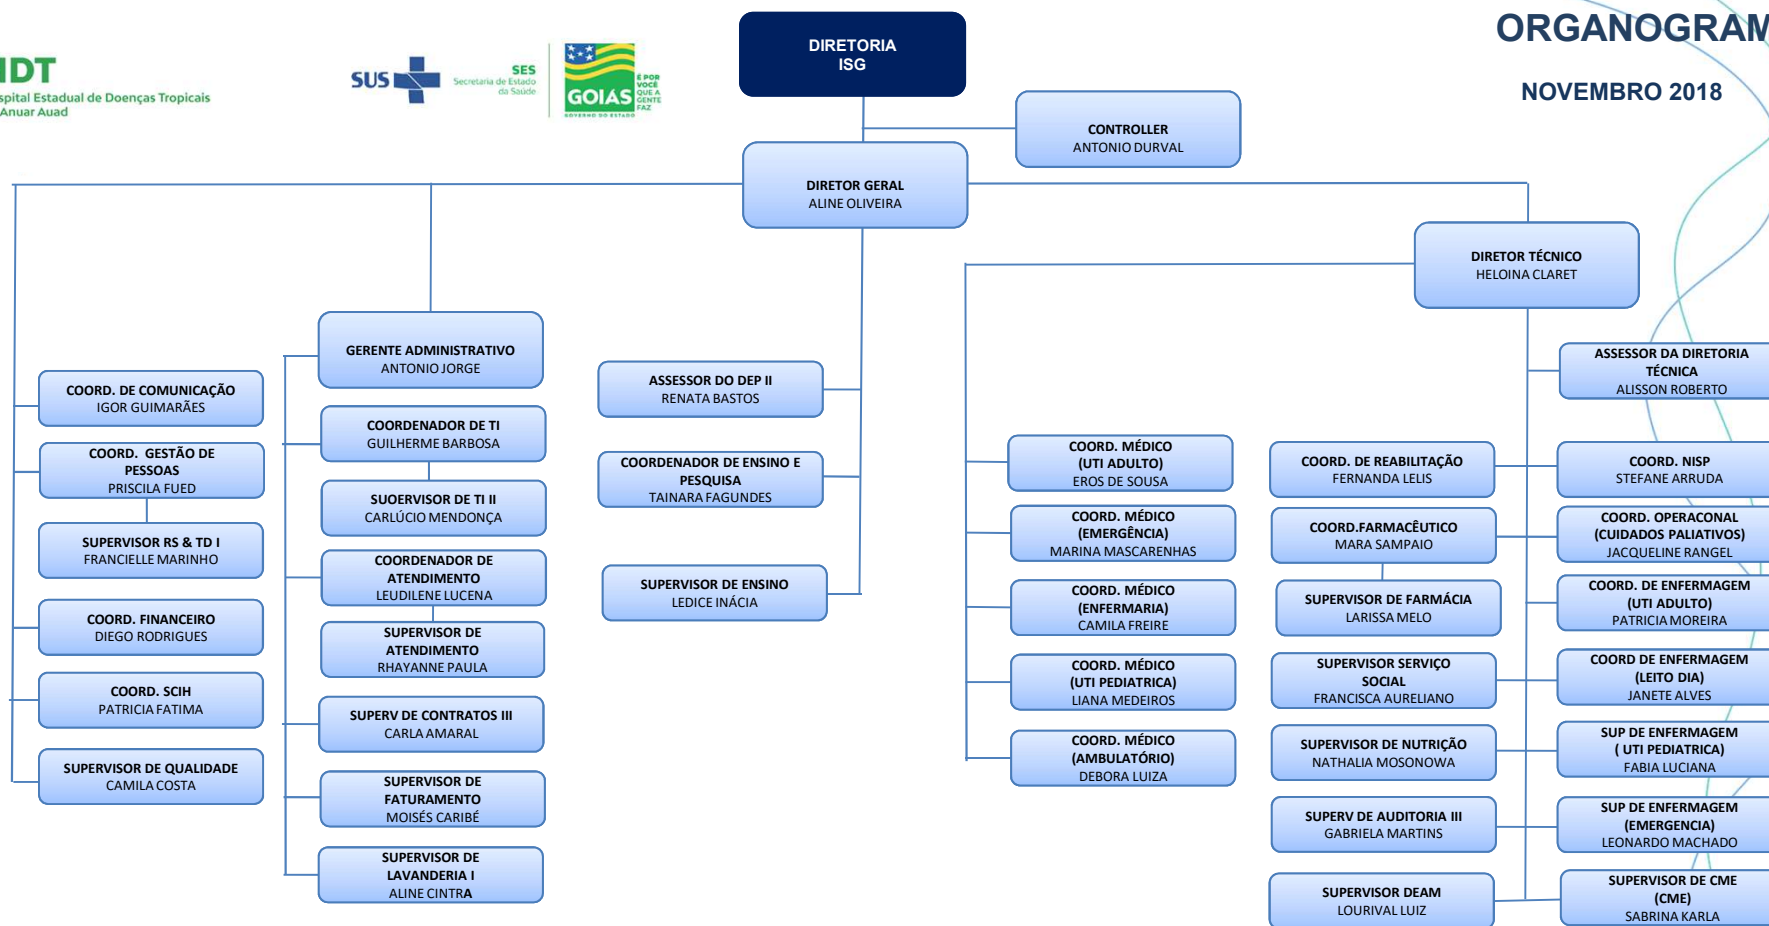 IDT
spital Estadual de Doenças Tropicais
Anuar Auad
SUS
SES
Secretaria de Estado
da Saúde
GOIÁS
GOVERNO DO ESTADO
É POR
VOCÊ
QUE A
GENTE
FAZ
DIRETORIA
ISG
ORGANOGRAM
NOVEMBRO 2018
CONTROLLER
ANTONIO DURVAL
DIRETOR GERAL
ALINE OLIVEIRA
DIRETOR TÉCNICO
HELOINA CLARET
COORD. DE COMUNICAÇÃO
IGOR GUIMARÃES
COORD. GESTÃO DE
PESSOAS
PRISCILA FUED
SUPERVISOR RS & TD I
FRANCIELLE MARINHO
COORD. FINANCEIRO
DIEGO RODRIGUES
COORD. SCIH
PATRICIA FATIMA
SUPERVISOR DE QUALIDADE
CAMILA COSTA
GERENTE ADMINISTRATIVO
ANTONIO JORGE
COORDENADOR DE TI
GUILHERME BARBOSA
SUOERVISOR DE TI II
CARLÚCIO MENDONÇA
COORDENADOR DE
ATENDIMENTO
LEUDILENE LUCENA
SUPERVISOR DE
ATENDIMENTO
RHAYANNE PAULA
SUPERV DE CONTRATOS III
CARLA AMARAL
SUPERVISOR DE
FATURAMENTO
MOISÉS CARIBÉ
SUPERVISOR DE
LAVANDERIA I
ALINE CINTRA
ASSESSOR DO DEP II
RENATA BASTOS
COORDENADOR DE ENSINO E
PESQUISA
TAINARA FAGUNDES
SUPERVISOR DE ENSINO
LEDICE INÁCIA
COORD. MÉDICO
(UTI ADULTO)
EROS DE SOUSA
COORD. MÉDICO
(EMERGÊNCIA)
MARINA MASCARENHAS
COORD. MÉDICO
(ENFERMARIA)
CAMILA FREIRE
COORD. MÉDICO
(UTI PEDIATRICA)
LIANA MEDEIROS
COORD. MÉDICO
(AMBULATÓRIO)
DEBORA LUIZA
COORD. DE REABILITAÇÃO
FERNANDA LELIS
COORD.FARMACÊUTICO
MARA SAMPAIO
SUPERVISOR DE FARMÁCIA
LARISSA MELO
SUPERVISOR SERVIÇO
SOCIAL
FRANCISCA AURELIANO
SUPERVISOR DE NUTRIÇÃO
NATHALIA MOSONOWA
SUPERV DE AUDITORIA III
GABRIELA MARTINS
SUPERVISOR DEAM
LOURIVAL LUIZ
ASSESSOR DA DIRETORIA
TÉCNICA
ALISSON ROBERTO
COORD. NISP
STEFANE ARRUDA
COORD. OPERACONAL
(CUIDADOS PALIATIVOS)
JACQUELINE RANGEL
COORD. DE ENFERMAGEM
(UTI ADULTO)
PATRICIA MOREIRA
COORD DE ENFERMAGEM
(LEITO DIA)
JANETE ALVES
SUP DE ENFERMAGEM
( UTI PEDIATRICA)
FABIA LUCIANA
SUP DE ENFERMAGEM
(EMERGENCIA)
LEONARDO MACHADO
SUPERVISOR DE CME
(CME)
SABRINA KARLA